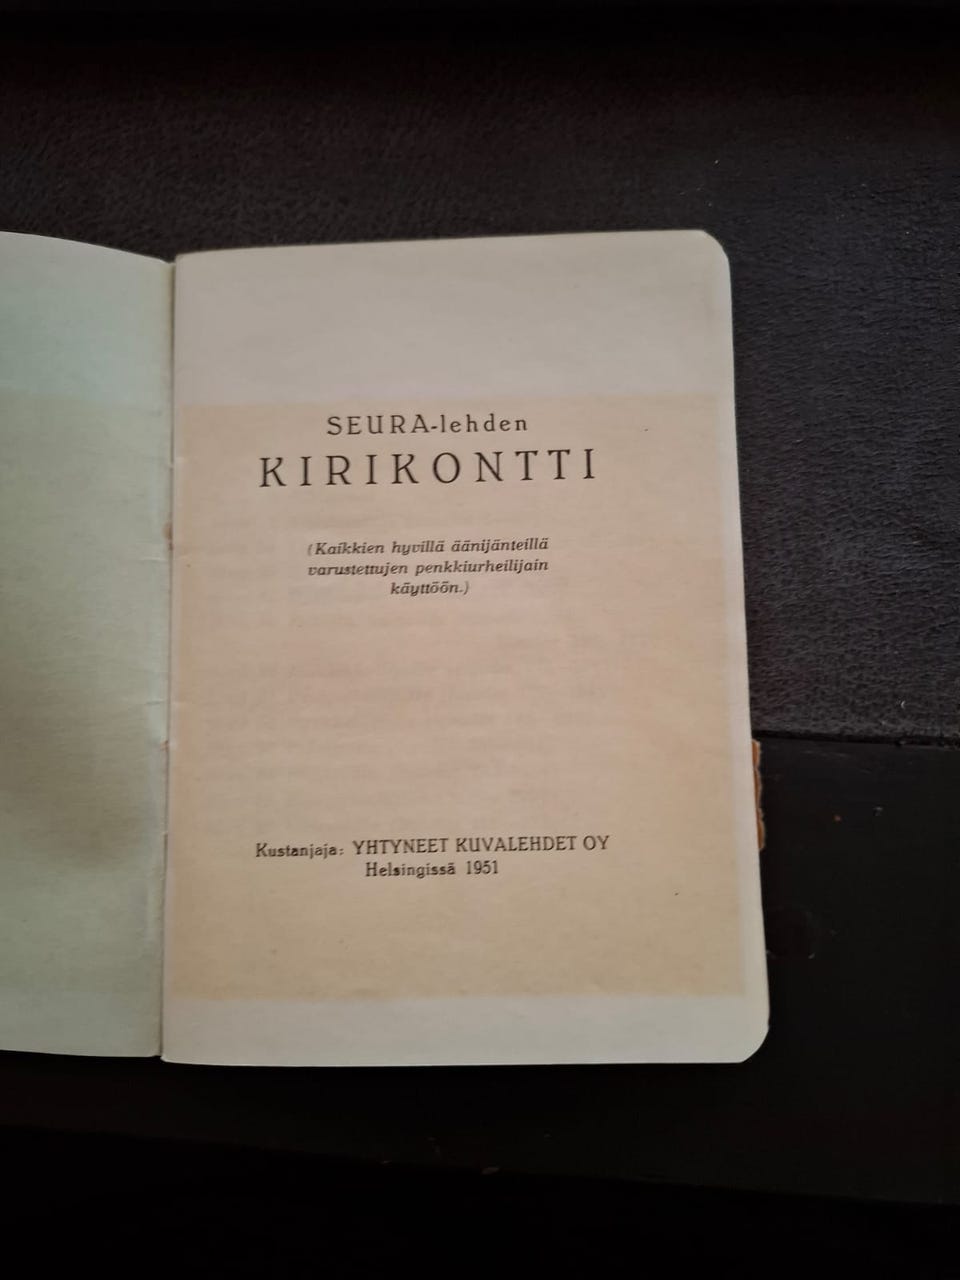 SEURA-lehden
KIRIKONTTI
(Kaikkien hyvillä äänijänteillä
varustettujen penkkiurheilijain
käyttöön.)
Kustanjaja: YHTYNEET KUVALEHDET OY
Helsingissä 1951